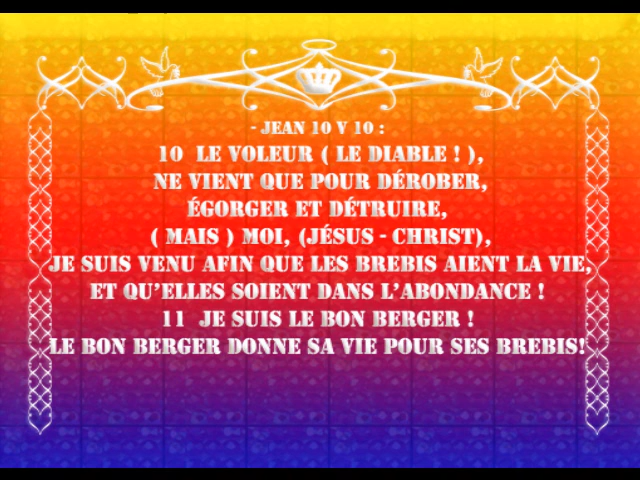 - JEAN 10 V 10 :
10 LE VOLEUR ( LE DIABLE ! ),
NE VIENT QUE POUR DÉROBER,
ÉGORGER ET DÉTRUIRE,
( MAIS ) MOI, (JÉSUS - CHRIST),
JE SUIS VENU AFIN QUE LES BREBIS AIENT LA VIE,
ET QU'ELLES SOIENT DANS L'ABONDANCE !
11 JE SUIS LE BON BERGER !
LE BON BERGER DONNE SA VIE POUR SES BREBIS!